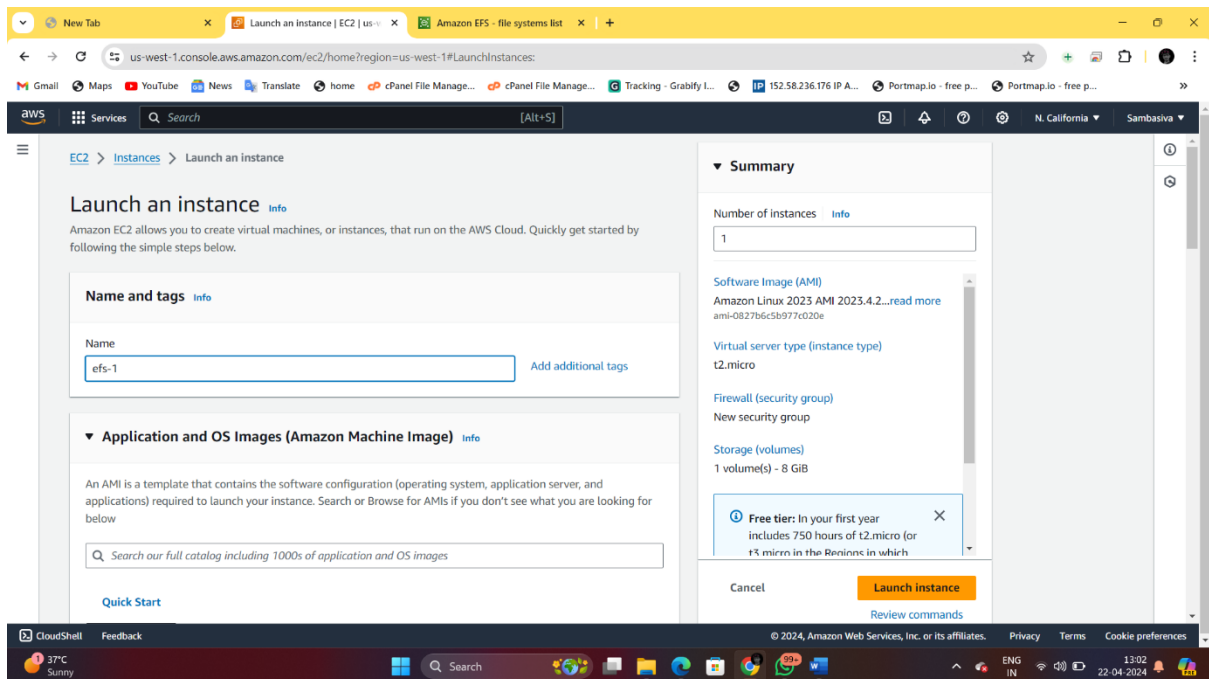 New Tab
Launch an instance | EC2 | us-w
Amazon EFS - file systems list
us-west-1.console.aws.amazon.com/ec2/home?region=us-west-1#LaunchInstances:
Gmail
Maps
YouTube
News
Translate
home
cPanel File Manage...
cPanel File Manage...
Tracking - Grabify l...
IP 152.58.236.176 IP A...
Portmap.io - free p...
Portmap.io - free p...
aws
Services
Search
[Alt+S]
N. California
Sambasiva
EC2 > Instances > Launch an instance
Launch an instance Info
Amazon EC2 allows you to create virtual machines, or instances, that run on the AWS Cloud. Quickly get started by
following the simple steps below.
Name and tags Info
Name
efs-1
Add additional tags
Application and OS Images (Amazon Machine Image) Info
An AMI is a template that contains the software configuration (operating system, application server, and
applications) required to launch your instance. Search or Browse for AMIs if you don't see what you are looking for
below
Search our full catalog including 1000s of application and OS images
Quick Start
Summary
Number of instances Info
1
Software Image (AMI)
Amazon Linux 2023 AMI 2023.4.2...read more
ami-0827b6c5b977c020e
Virtual server type (instance type)
t2.micro
Firewall (security group)
New security group
Storage (volumes)
1 volume(s) - 8 GiB
Free tier: In your first year
includes 750 hours of t2.micro (or
t3.micro in the Regions in which
Cancel
Launch instance
Review commands
CloudShell
Feedback
© 2024, Amazon Web Services, Inc. or its affiliates.
Privacy
Terms
Cookie preferences
1
37°C
Sunny
Search
99+
ENG
IN
13:02
22-04-2024